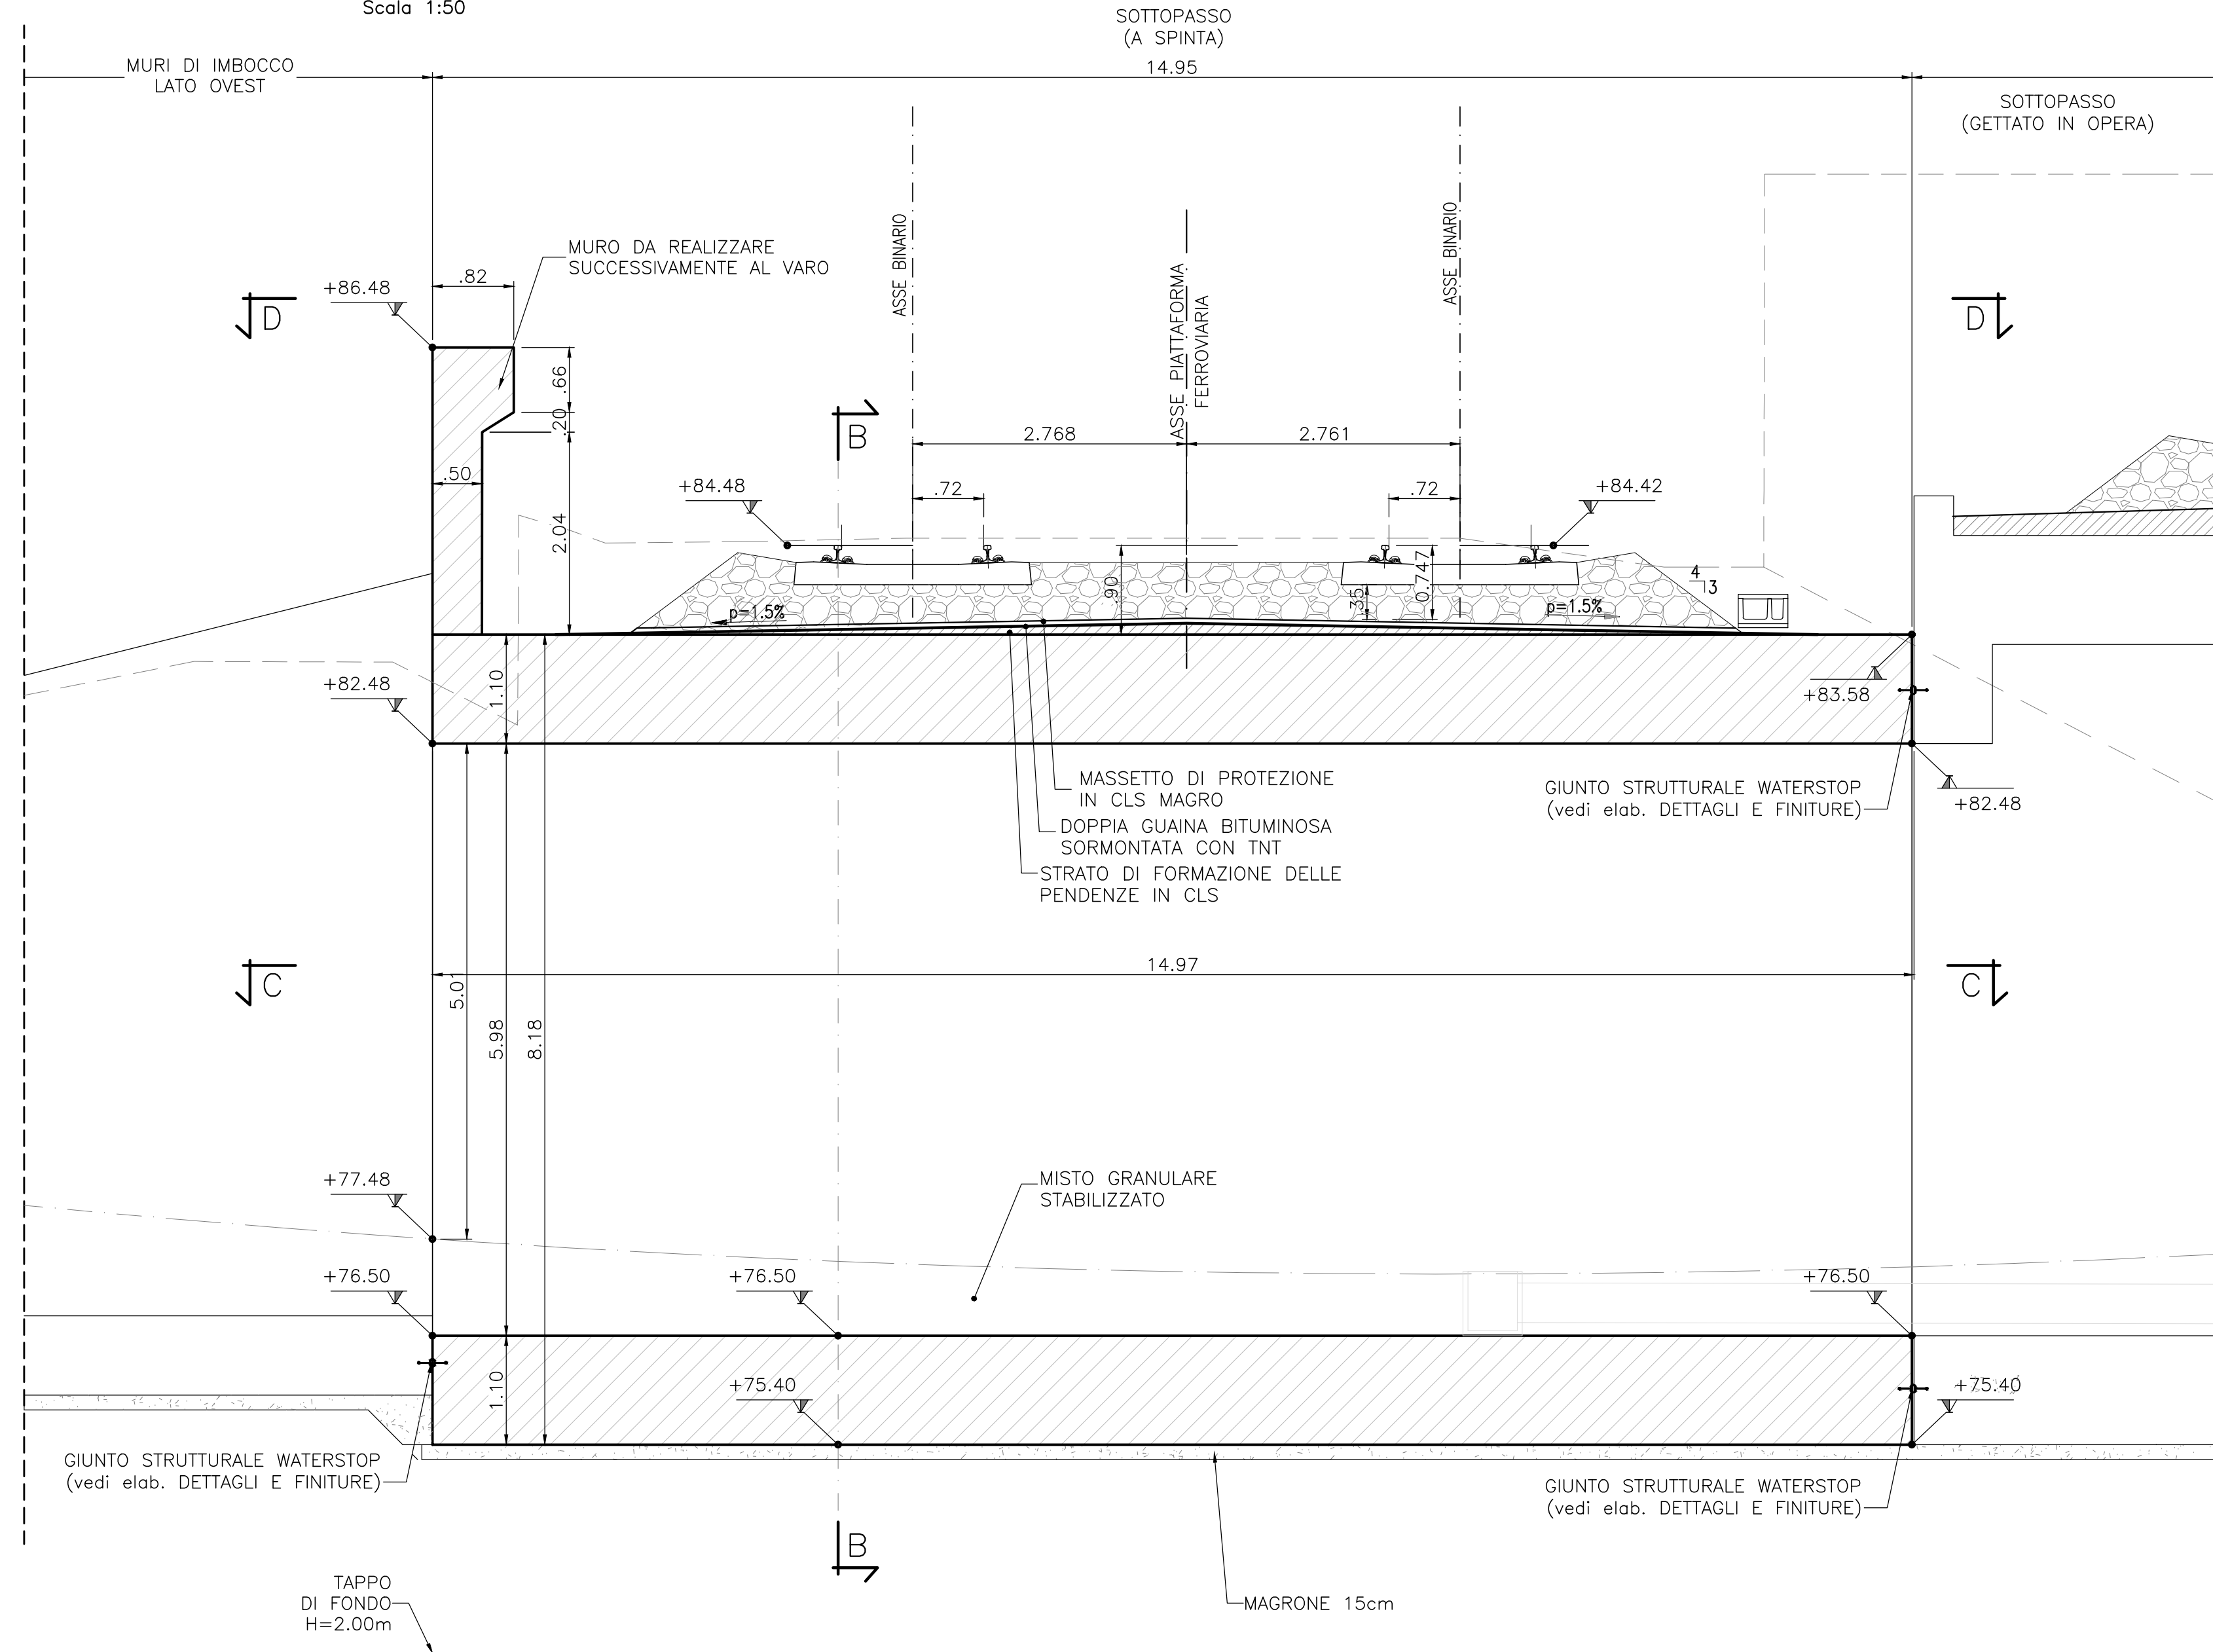 Scala 1:50
SOTTOPASSO
(A SPINTA)
14.95
MURI DI IMBOCCO
LATO OVEST
SOTTOPASSO
(GETTATO IN OPERA)
MURO DA REALIZZARE
SUCCESSIVAMENTE AL VARO
ASSE BINARIO
ASSE PIATTAFORMA
FERROVIARIA
ASSE BINARIO
D
+86.48
.82
D
.66
.20
B
2.768
2.761
.50
2.04
+84.48
.72
.72
+84.42
.90
.35
0.747
4
3
p=1.5%
p=1.5%
+82.48
1.10
+83.58
MASSETTO DI PROTEZIONE
IN CLS MAGRO
DOPPIA GUAINA BITUMINOSA
SORMONTATA CON TNT
STRATO DI FORMAZIONE DELLE
PENDENZE IN CLS
GIUNTO STRUTTURALE WATERSTOP
(vedi elab. DETTAGLI E FINITURE)
+82.48
C
14.97
C
5.01
5.98
8.18
MISTO GRANULARE
STABILIZZATO
+77.48
+76.50
+76.50
+76.50
1.10
+75.40
+75.40
GIUNTO STRUTTURALE WATERSTOP
(vedi elab. DETTAGLI E FINITURE)
GIUNTO STRUTTURALE WATERSTOP
(vedi elab. DETTAGLI E FINITURE)
B
TAPPO
DI FONDO
H=2.00m
MAGRONE 15cm